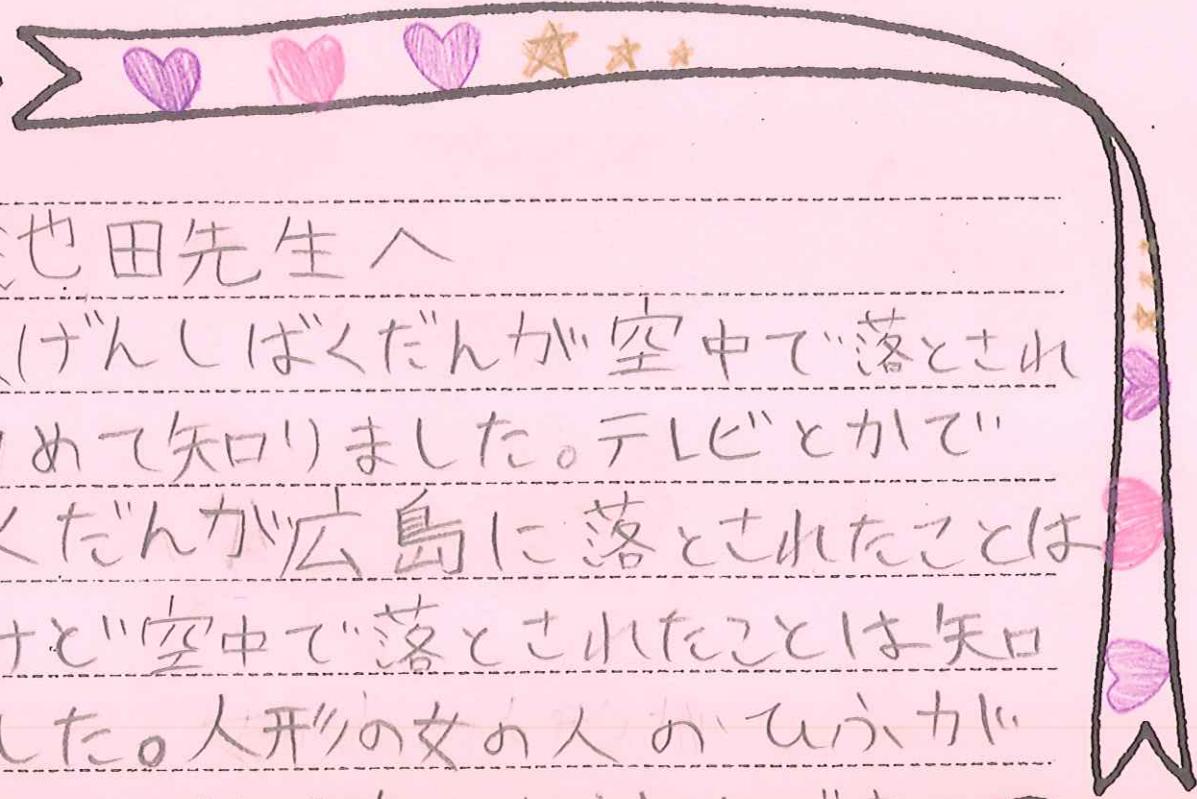 池田先生へ
げんしばくだんが空中で落とされ
めて知りました。テレビとかで
くだんが広島に落とされたことは
けど空中で落とされたことは知
した。人形の女の人のひふが